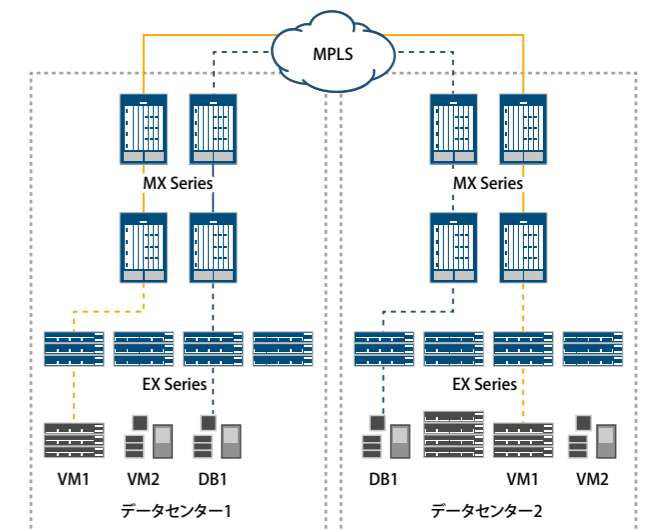 MPLS
MX Series
MX Series
EX Series
EX Series
VM1
VM2
DB1
DB1
VM1
VM2
データセンター1
データセンター2